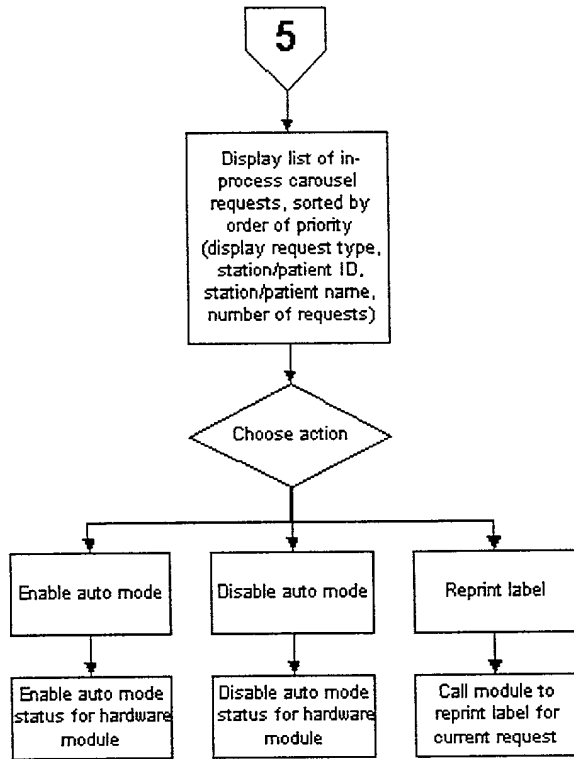 5
Display list of in-
process carousel
requests, sorted by
order of priority
(display request type,
station/patient ID,
station/patient name,
number of requests)
Choose action
Enable auto mode
Disable auto mode
Reprint label
Enable auto mode
status for hardware
module
Disable auto mode
status for hardware
module
Call module to
reprint label for
current request